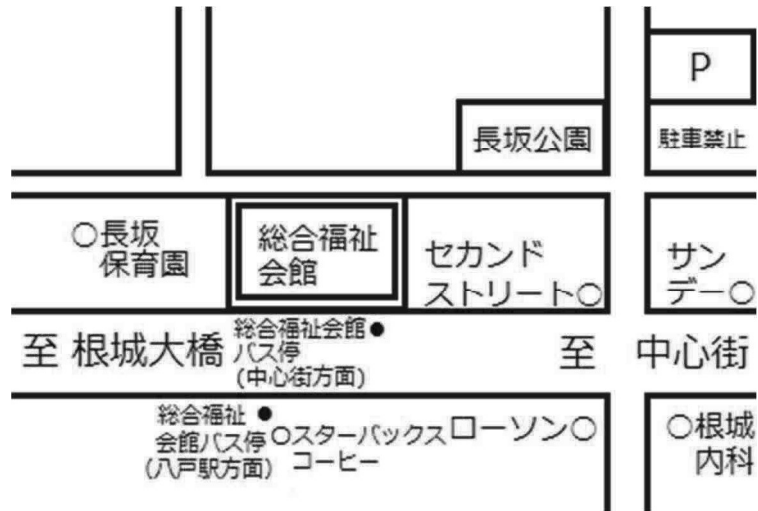 P
長坂公園
駐車禁止
○長坂
保育園
総合福祉
会館
セカンド
ストリート○
サン
デー○
至 根城大橋
総合福祉会館●
バス停
(中心街方面)
至 中心街
総合福祉 ●
会館バス停
(八戸駅方面)
○スターバックス
コーヒー
ローソン○
○根城
内科